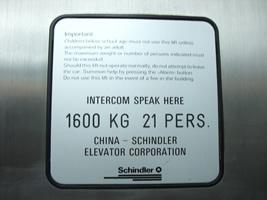 Important
Children below school age must not use this lift unless
accompanied by an adult.
The maximum weight or number of persons indicated must
not be exceeded.
Should this lift not operate normally, do not attempt to leave
the car. Summon help by pressing the «Alarm» button.
Do not use this lift in the event of a fire in the building.
INTERCOM SPEAK HERE
1600 KG 21 PERS.
CHINA – SCHINDLER
ELEVATOR CORPORATION
Schindler